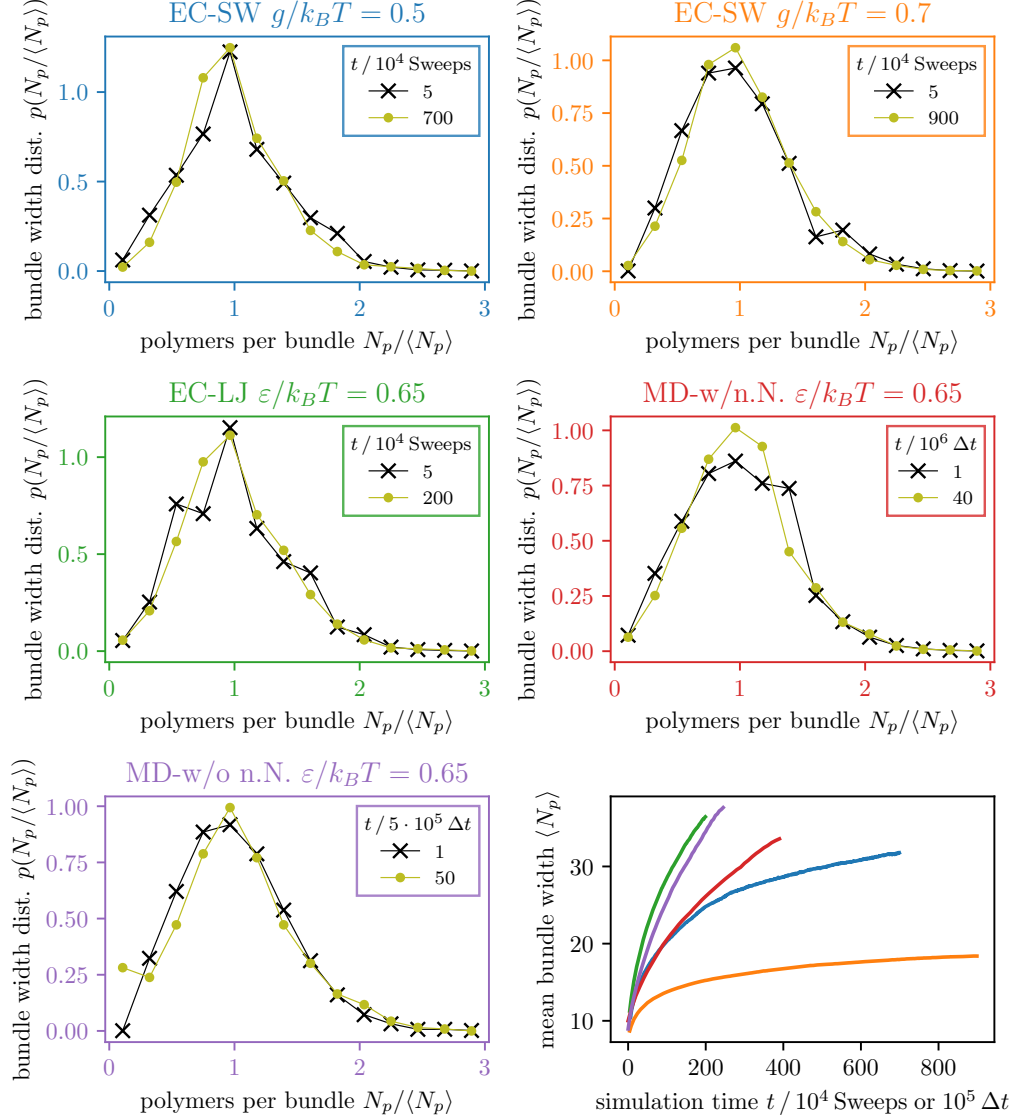 EC-SW g/k_BT = 0.5
bundle width dist. p(N_p/⟨N_p⟩)
1.0
0.5
0.0
t / 10^4 Sweeps
5
700
0 1 2 3
polymers per bundle N_p/⟨N_p⟩
EC-SW g/k_BT = 0.7
bundle width dist. p(N_p/⟨N_p⟩)
1.00
0.75
0.50
0.25
0.00
t / 10^4 Sweeps
5
900
0 1 2 3
polymers per bundle N_p/⟨N_p⟩
EC-LJ ε/k_BT = 0.65
bundle width dist. p(N_p/⟨N_p⟩)
1.0
0.5
0.0
t / 10^4 Sweeps
5
200
0 1 2 3
polymers per bundle N_p/⟨N_p⟩
MD-w/n.N. ε/k_BT = 0.65
bundle width dist. p(N_p/⟨N_p⟩)
1.00
0.75
0.50
0.25
0.00
t / 10^6 Δt
1
40
0 1 2 3
polymers per bundle N_p/⟨N_p⟩
MD-w/o n.N. ε/k_BT = 0.65
bundle width dist. p(N_p/⟨N_p⟩)
1.00
0.75
0.50
0.25
0.00
t / 5 · 10^5 Δt
1
50
0 1 2 3
polymers per bundle N_p/⟨N_p⟩
mean bundle width ⟨N_p⟩
30
20
10
0 200 400 600 800
simulation time t / 10^4 Sweeps or 10^5 Δt